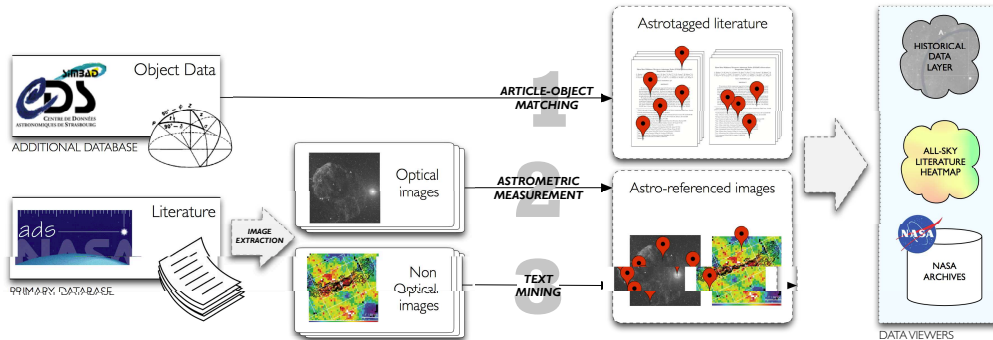 Astrotagged literature
Object Data
SIMBAD
CDS
CENTRE DE DONNÉES
ASTRONOMIQUES DE STRASBOURG
ADDITIONAL DATABASE
1
ARTICLE-OBJECT
MATCHING
HISTORICAL
DATA
LAYER
Optical
images
2
ASTROMETRIC
MEASUREMENT
Astro-referenced images
ALL-SKY
LITERATURE
HEATMAP
Literature
ads
NASA
PRIMARY DATABASE
IMAGE
EXTRACTION
Non
Optical
images
3
TEXT
MINING
NASA
NASA
ARCHIVES
DATA VIEWERS